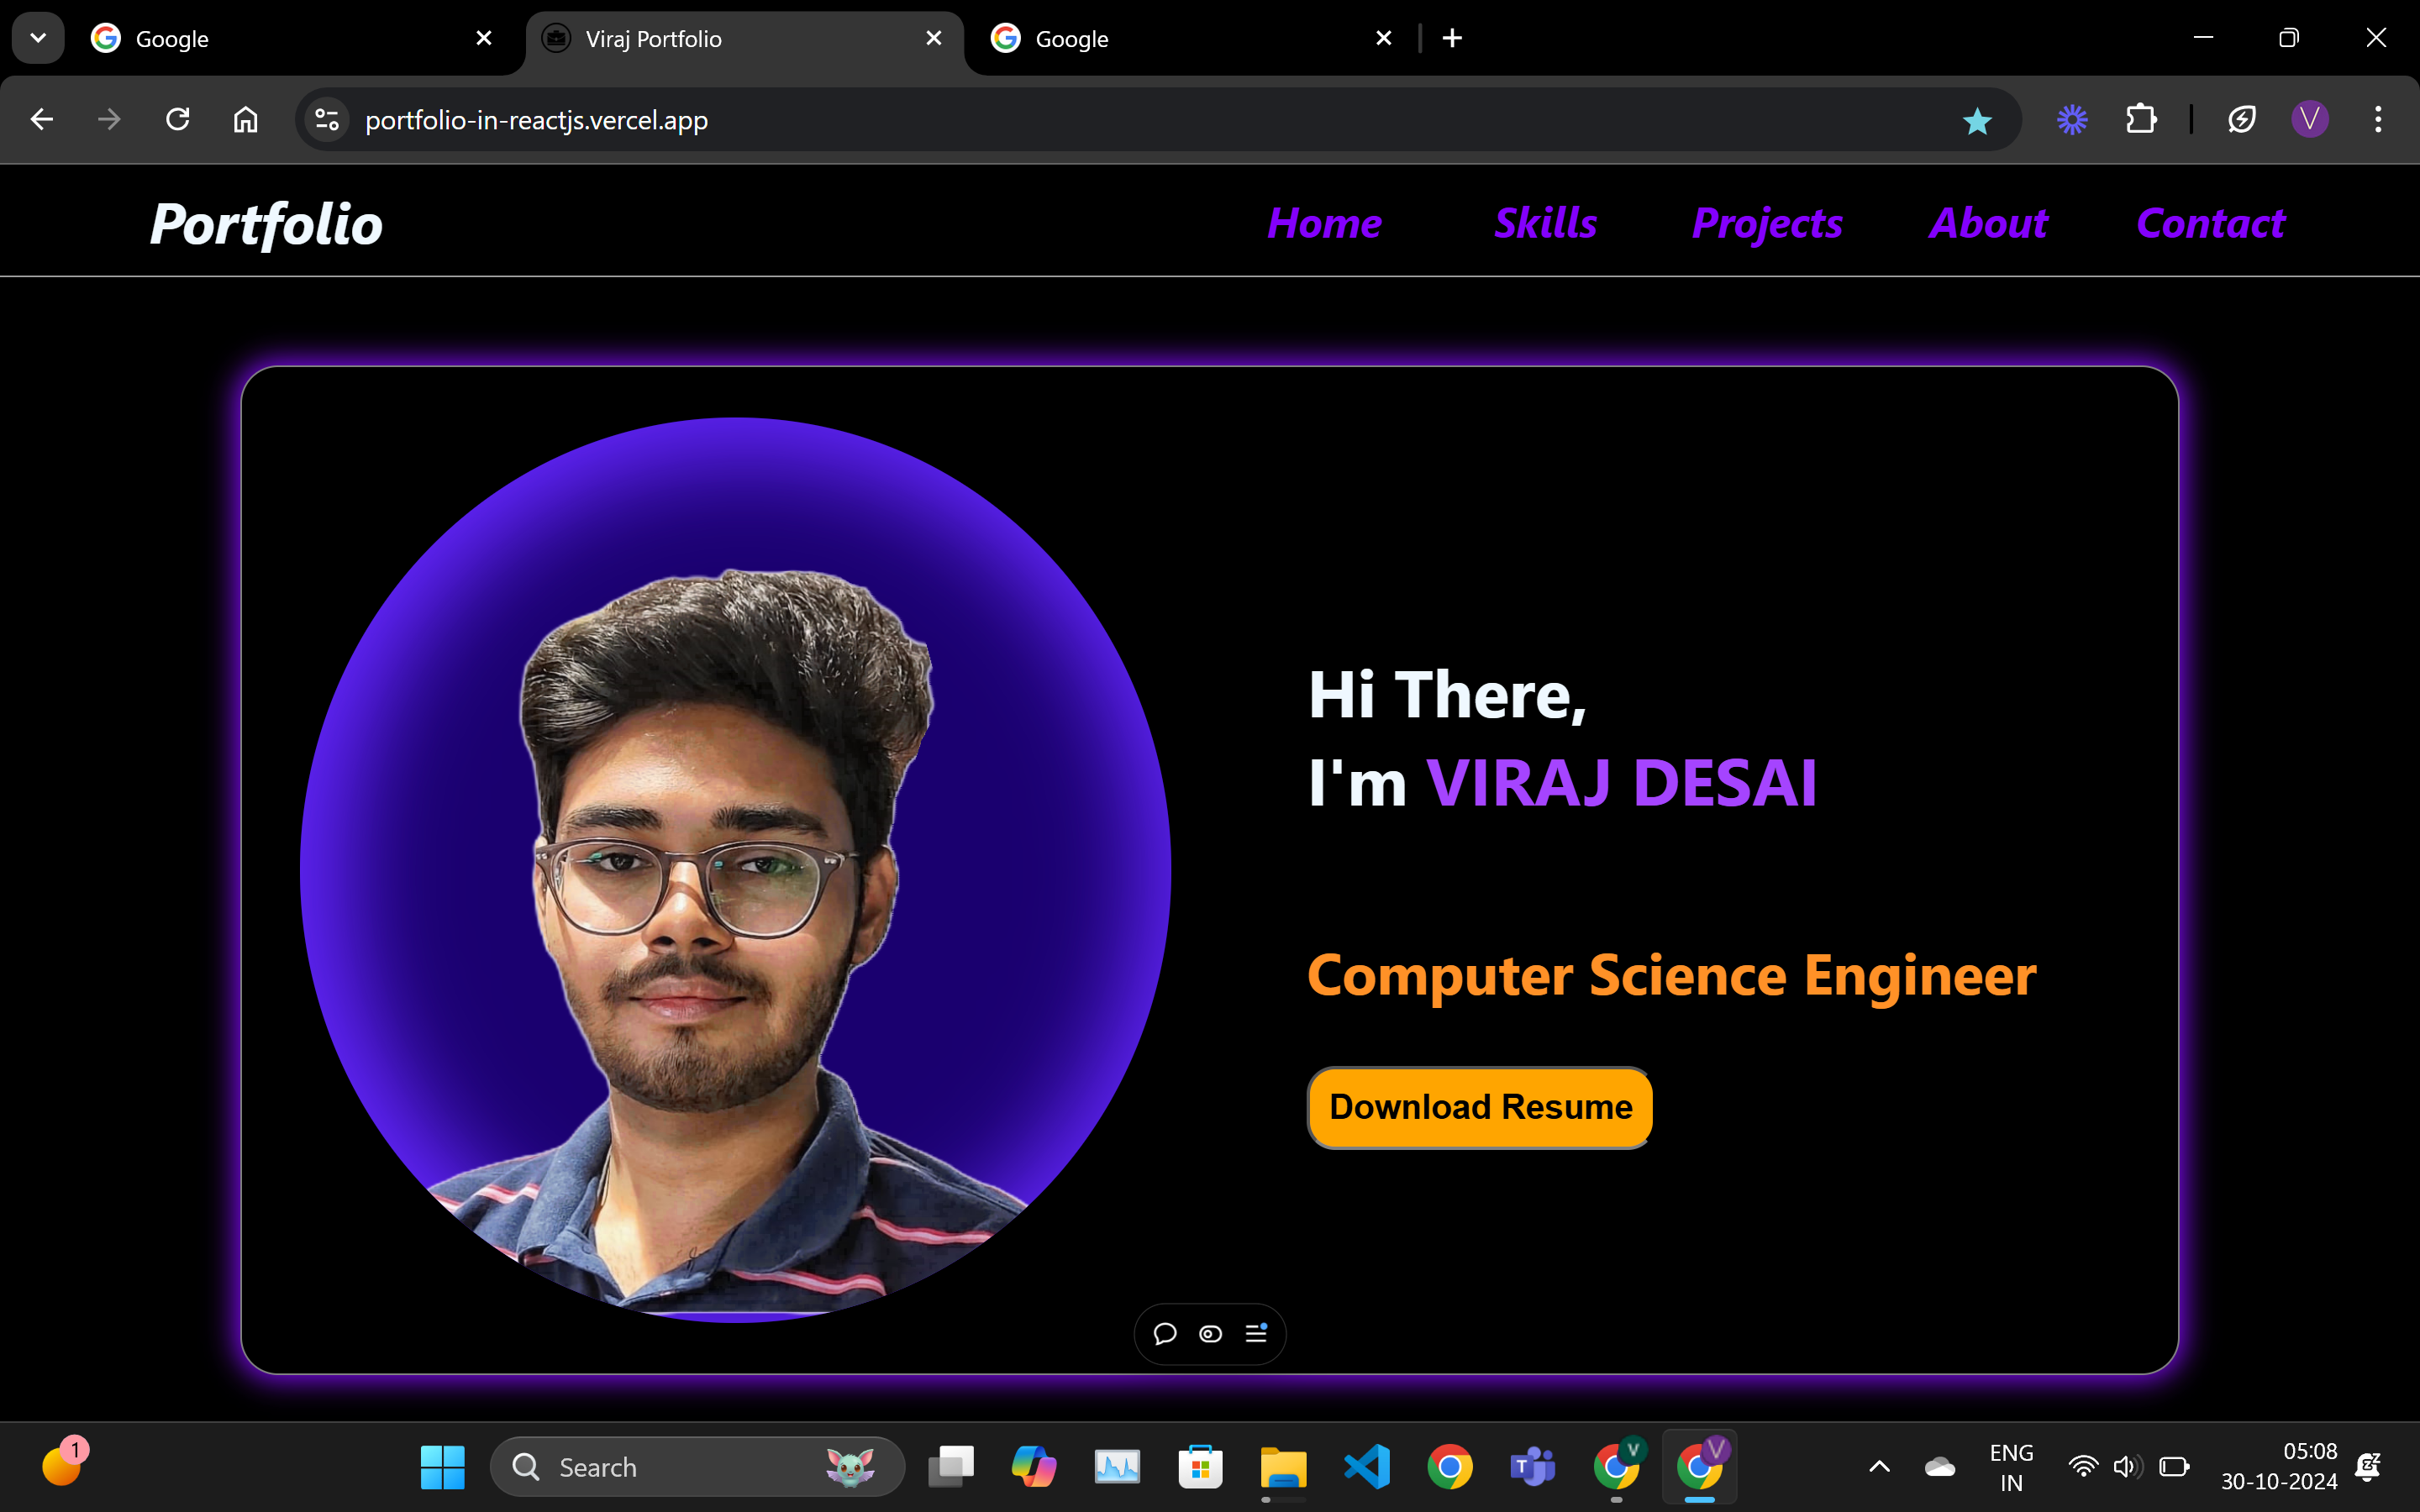 Google
Viraj Portfolio
Google
portfolio-in-reactjs.vercel.app
V
Portfolio
Home Skills Projects About Contact
Hi There,
I'm VIRAJ DESAI
Computer Science Engineer
Download Resume
1
Search
T
V
V
ENG
IN
05:08
30-10-2024